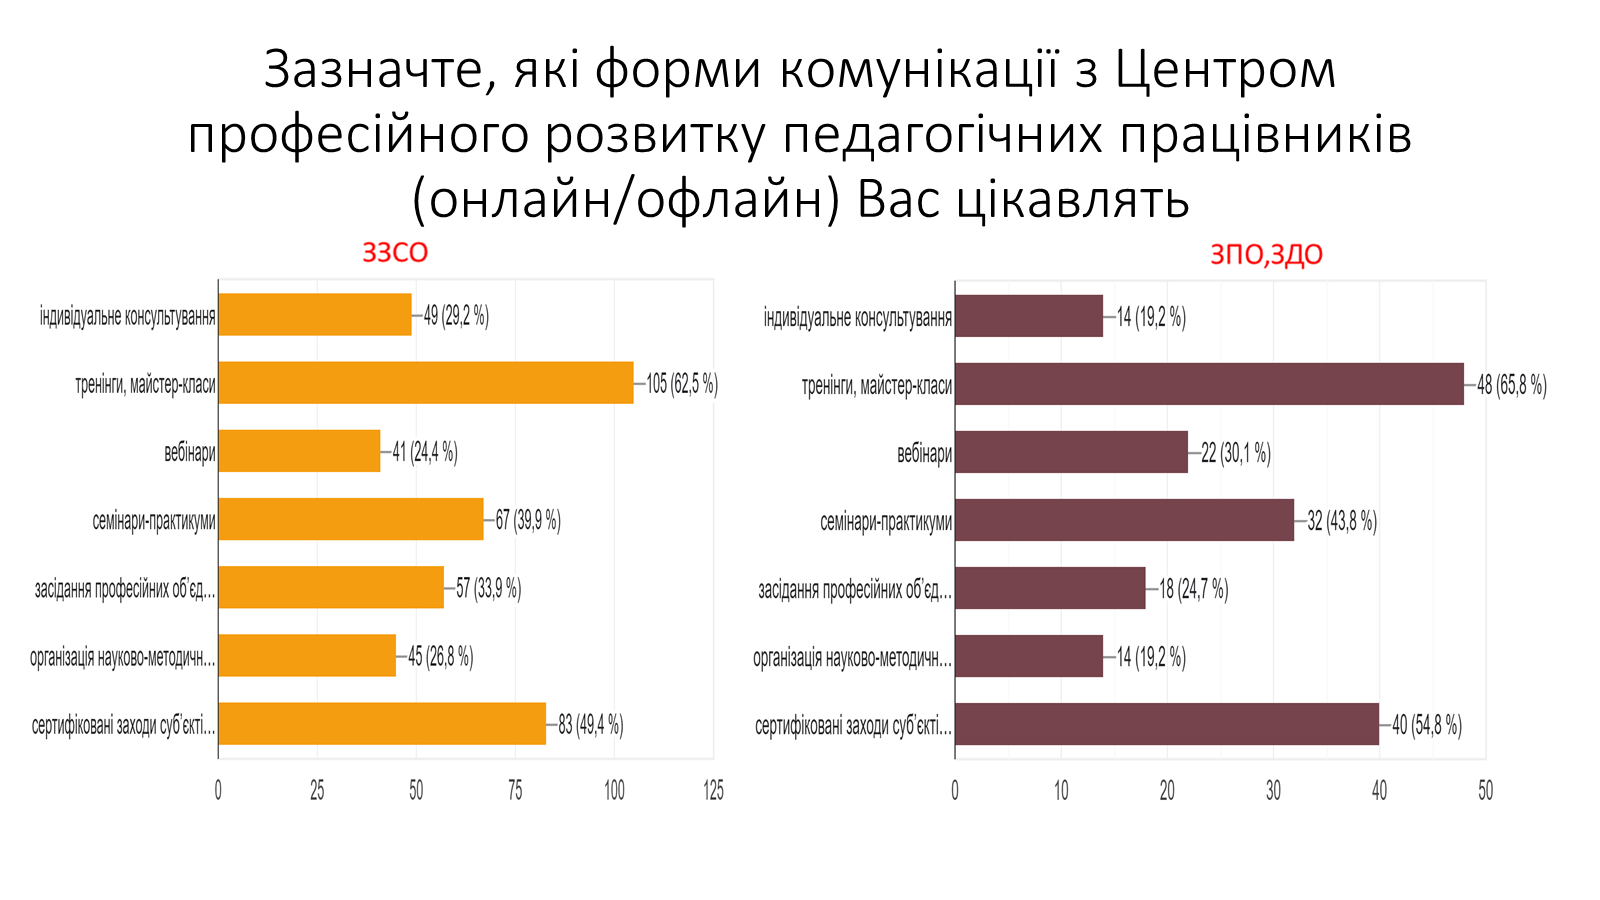 Зазначте, які форми комунікації з Центром
професійного розвитку педагогічних працівників
(онлайн/офлайн) Вас цікавлять
ЗЗСО
індивідуальне консультування
49 (29,2 %)
тренінги, майстер-класи
105 (62,5 %)
вебінари
41 (24,4 %)
семінари-практикуми
67 (39,9 %)
засідання професійних об’єд...
57 (33,9 %)
організація науково-методичн...
45 (26,8 %)
сертифіковані заходи суб’єкті...
83 (49,4 %)
0 25 50 75 100 125
ЗПО,ЗДО
індивідуальне консультування
14 (19,2 %)
тренінги, майстер-класи
48 (65,8 %)
вебінари
22 (30,1 %)
семінари-практикуми
32 (43,8 %)
засідання професійних об’єд...
18 (24,7 %)
організація науково-методичн...
14 (19,2 %)
сертифіковані заходи суб’єкті...
40 (54,8 %)
0 10 20 30 40 50